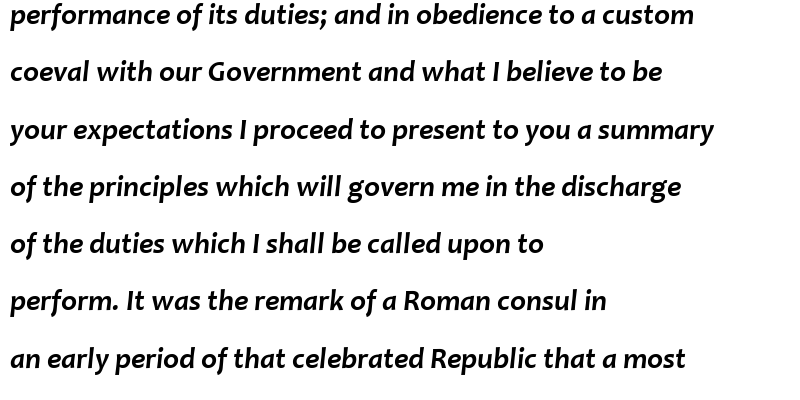 performance of its duties; and in obedience to a custom
coeval with our Government and what I believe to be
your expectations I proceed to present to you a summary
of the principles which will govern me in the discharge
of the duties which I shall be called upon to
perform. It was the remark of a Roman consul in
an early period of that celebrated Republic that a most